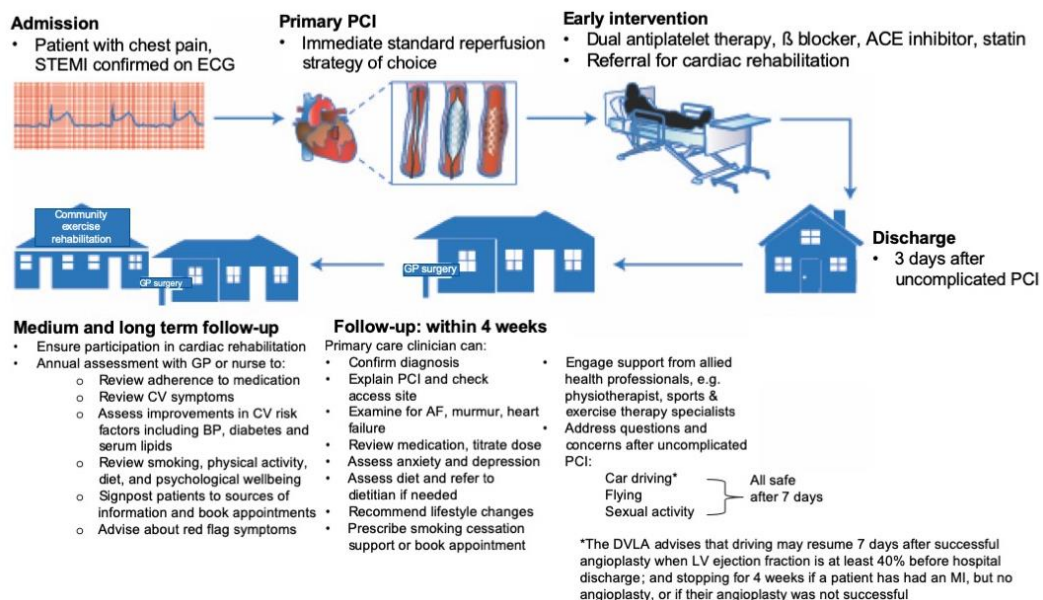 Admission
• Patient with chest pain,
STEMI confirmed on ECG
Primary PCI
• Immediate standard reperfusion
strategy of choice
Early intervention
• Dual antiplatelet therapy, ß blocker, ACE inhibitor, statin
• Referral for cardiac rehabilitation
Discharge
• 3 days after
uncomplicated PCI
GP surgery
Community
exercise
rehabilitation
GP surgery
Medium and long term follow-up
• Ensure participation in cardiac rehabilitation
• Annual assessment with GP or nurse to:
o Review adherence to medication
o Review CV symptoms
o Assess improvements in CV risk
factors including BP, diabetes and
serum lipids
o Review smoking, physical activity,
diet, and psychological wellbeing
o Signpost patients to sources of
information and book appointments
o Advise about red flag symptoms
Follow-up: within 4 weeks
Primary care clinician can:
• Confirm diagnosis
• Explain PCI and check
access site
• Examine for AF, murmur, heart
failure
• Review medication, titrate dose
• Assess anxiety and depression
• Assess diet and refer to
dietitian if needed
• Recommend lifestyle changes
• Prescribe smoking cessation
support or book appointment
• Engage support from allied
health professionals, e.g.
physiotherapist, sports &
exercise therapy specialists
• Address questions and
concerns after uncomplicated
PCI:
Car driving*
Flying
Sexual activity
All safe
after 7 days
*The DVLA advises that driving may resume 7 days after successful
angioplasty when LV ejection fraction is at least 40% before hospital
discharge; and stopping for 4 weeks if a patient has had an MI, but no
angioplasty, or if their angioplasty was not successful